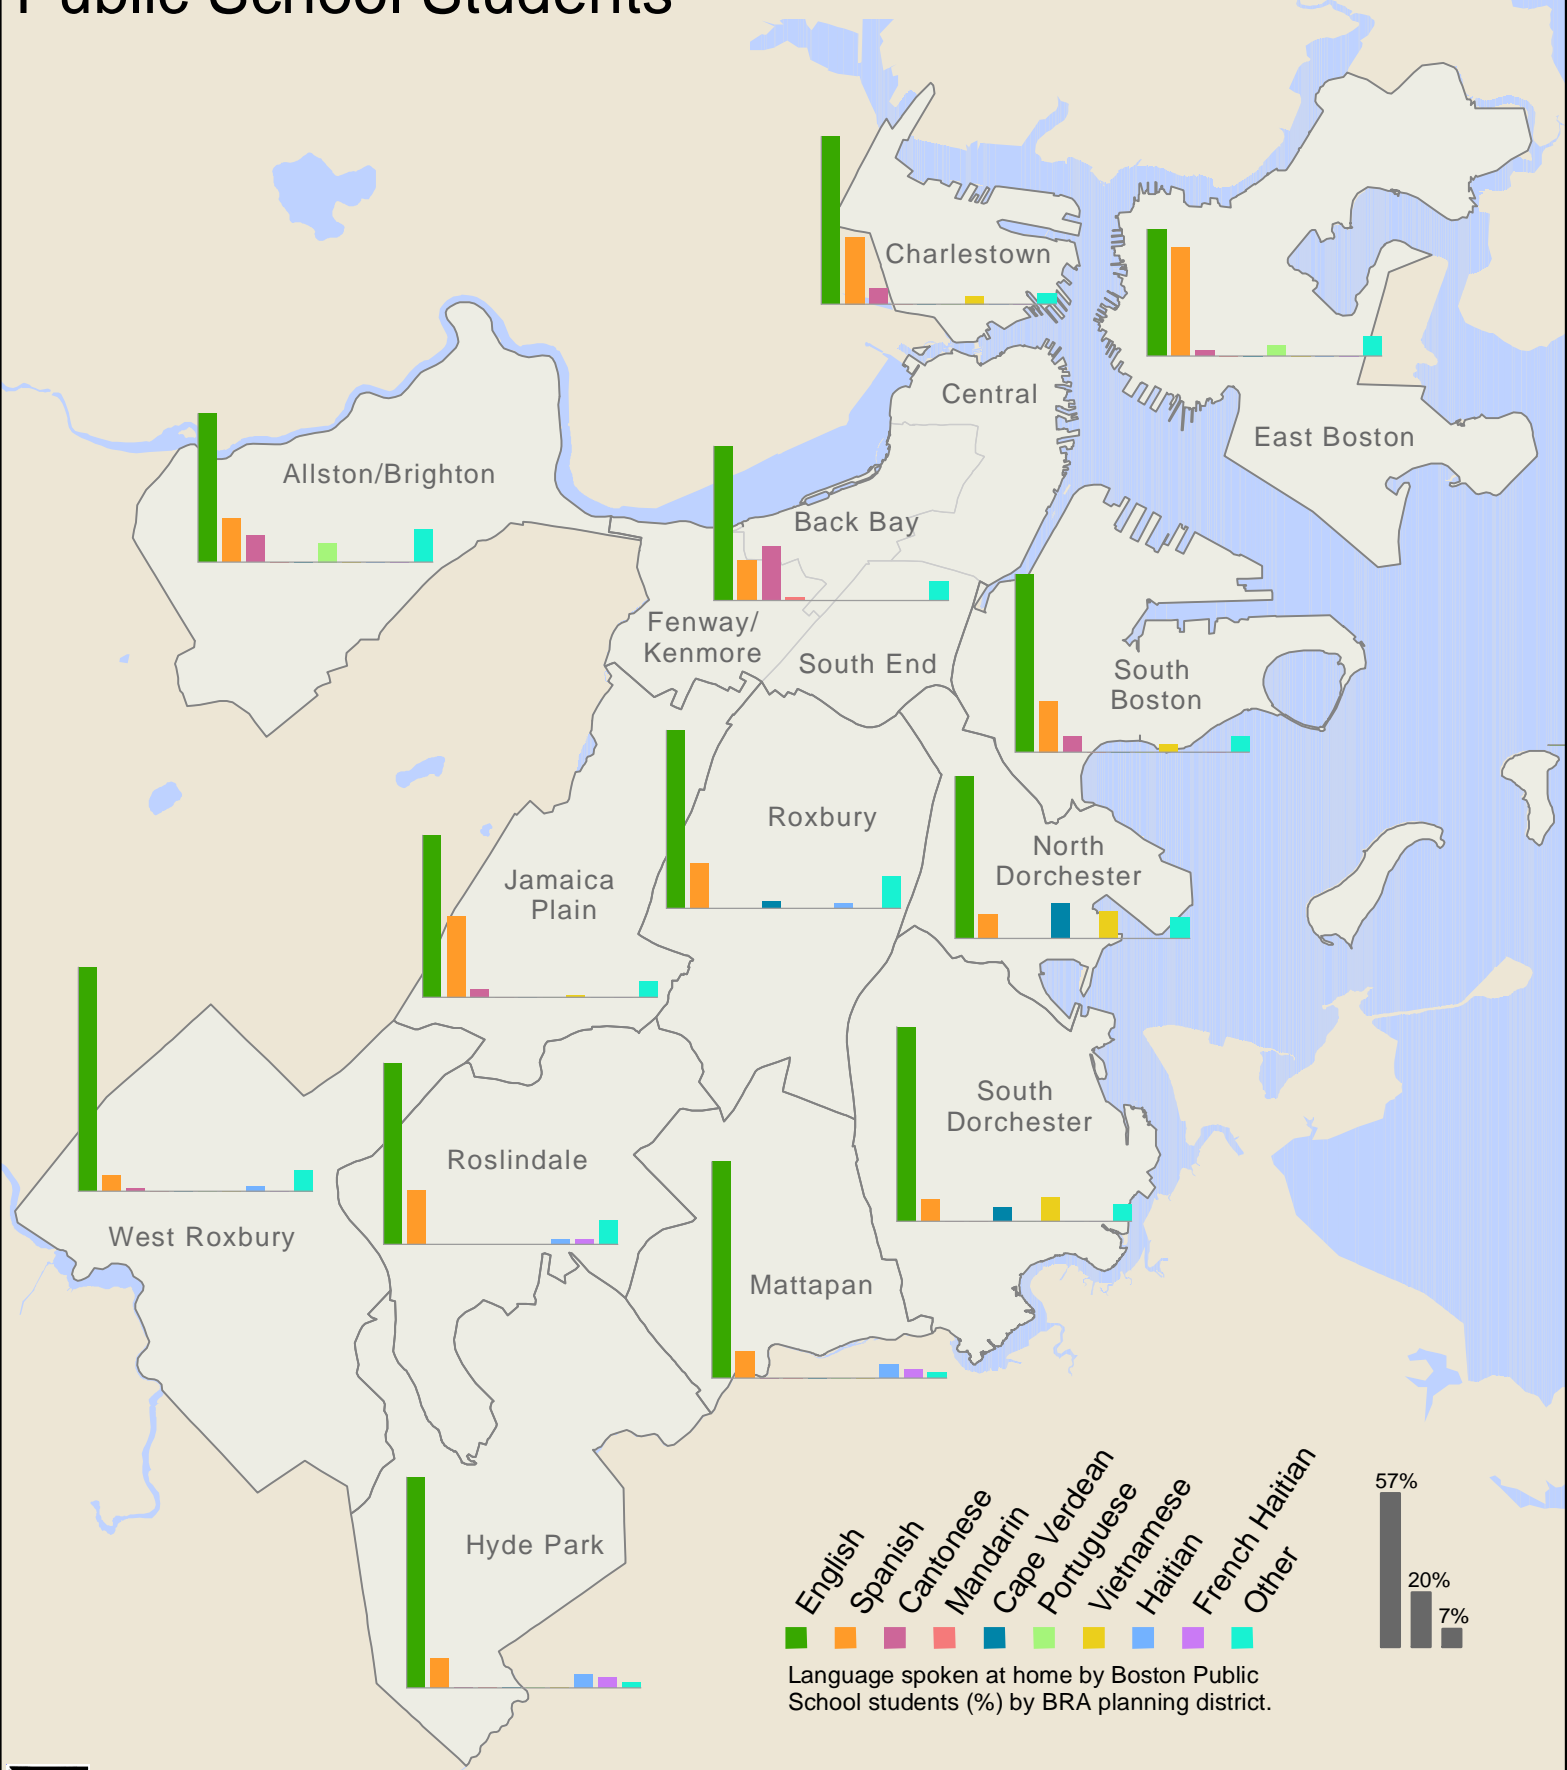 Public School Students
Charlestown
Central
East Boston
Allston/Brighton
Back Bay
Fenway/
Kenmore
South End
South
Boston
Roxbury
North
Dorchester
Jamaica
Plain
South
Dorchester
Roslindale
West Roxbury
Mattapan
Hyde Park
English
Spanish
Cantonese
Mandarin
Cape Verdean
Portuguese
Vietnamese
Haitian
French Haitian
Other
57%
20%
7%
Language spoken at home by Boston Public
School students (%) by BRA planning district.